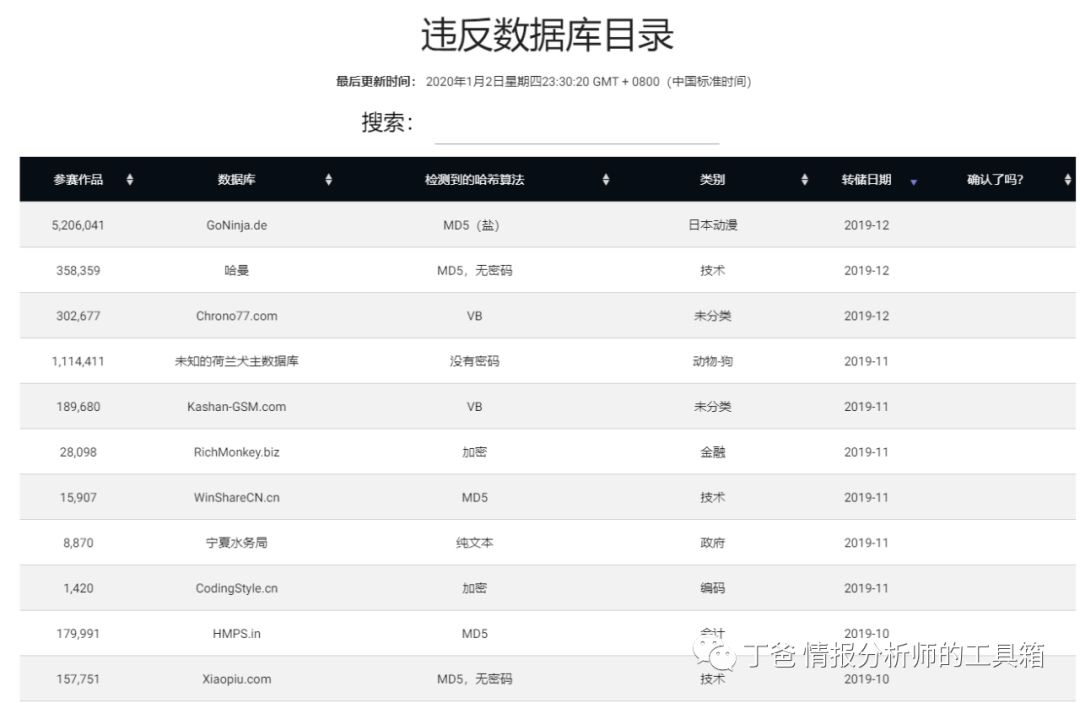 违反数据库目录
最后更新时间： 2020年1月2日星期四23:30:20 GMT + 0800（中国标准时间）
搜索：
参赛作品 数据库 检测到的哈希算法 类别 转储日期 确认了吗？
5,206,041 GoNinja.de MD5（盐） 日本动漫 2019-12
358,359 哈曼 MD5，无密码 技术 2019-12
302,677 Chrono77.com VB 未分类 2019-12
1,114,411 未知的荷兰犬主数据库 没有密码 动物-狗 2019-11
189,680 Kashan-GSM.com VB 未分类 2019-11
28,098 RichMonkey.biz 加密 金融 2019-11
15,907 WinShareCN.cn MD5 技术 2019-11
8,870 宁夏水务局 纯文本 政府 2019-11
1,420 CodingStyle.cn 加密 编码 2019-11
179,991 HMPS.in MD5 会计 2019-10
丁爸 情报分析师的工具箱
157,751 Xiaopiu.com MD5，无密码 技术 2019-10